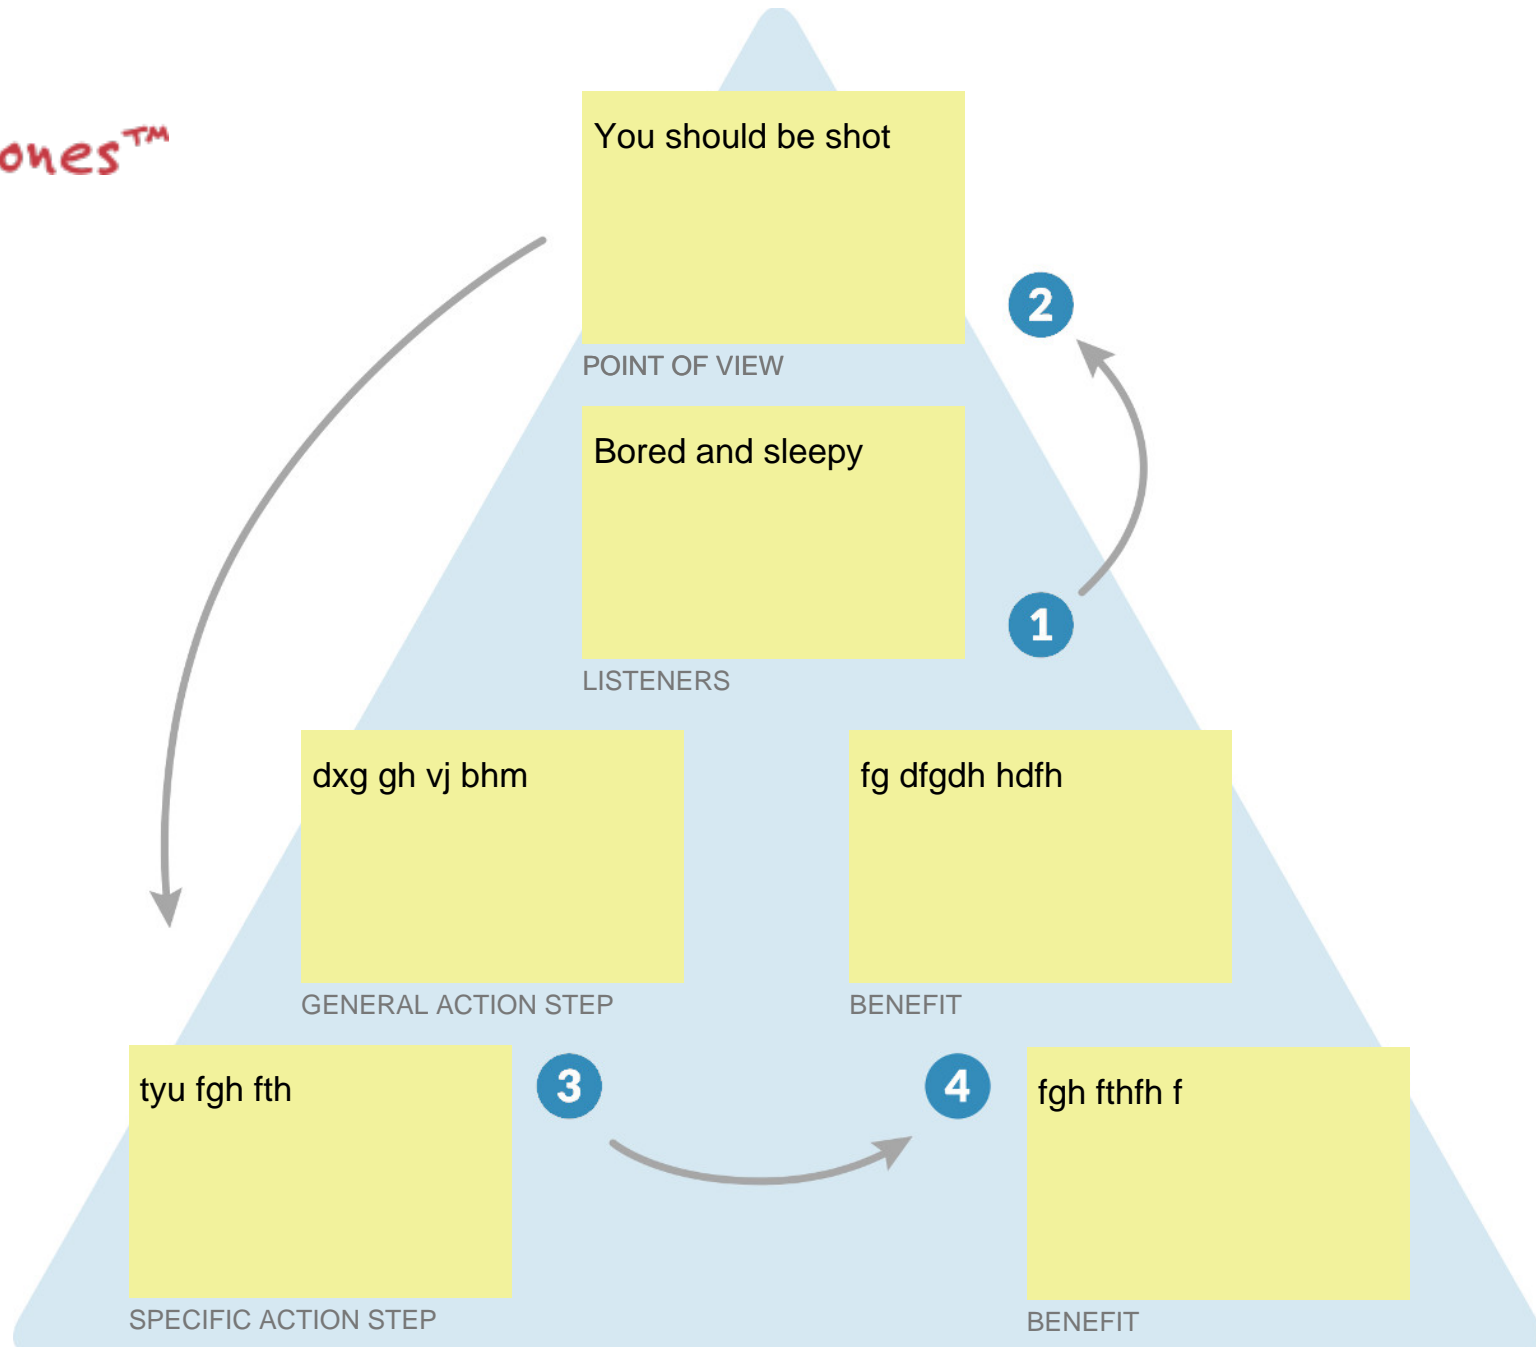 ones™
You should be shot
2
POINT OF VIEW
Bored and sleepy
1
LISTENERS
dxg gh vj bhm
fg dfgdh hdfh
GENERAL ACTION STEP
BENEFIT
tyu fgh fth
3
4
fgh fthfh f
SPECIFIC ACTION STEP
BENEFIT